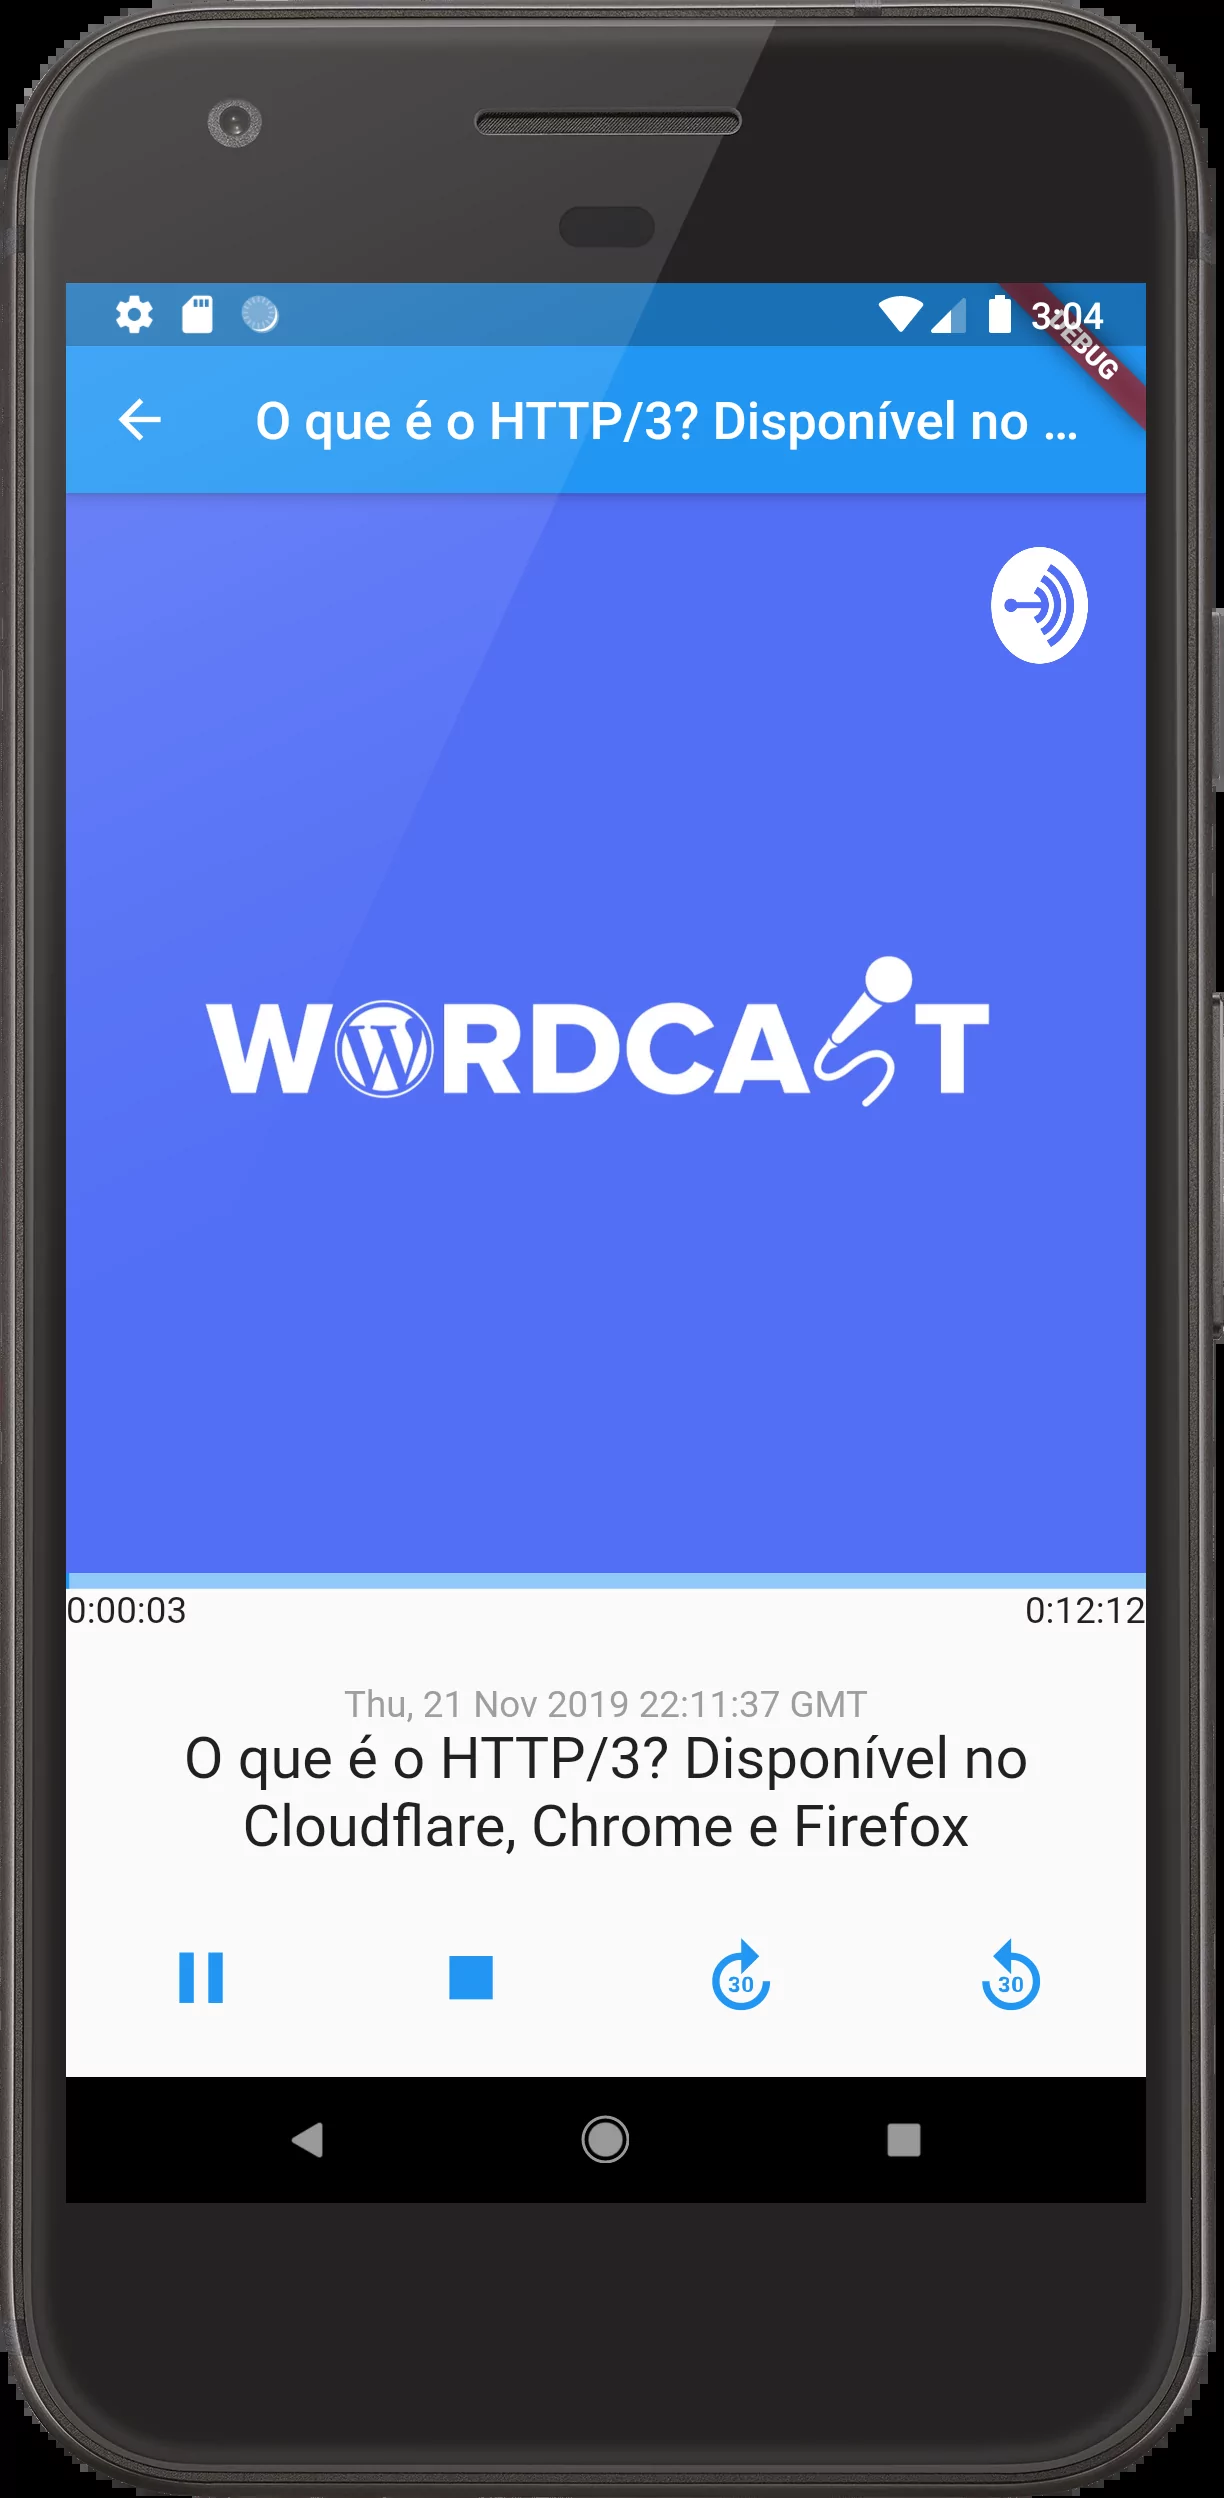 3:04
DEBUG
O que é o HTTP/3? Disponível no ...
WORDCAST
0:00:03
0:12:12
Thu, 21 Nov 2019 22:11:37 GMT
O que é o HTTP/3? Disponível no
Cloudflare, Chrome e Firefox
30
30